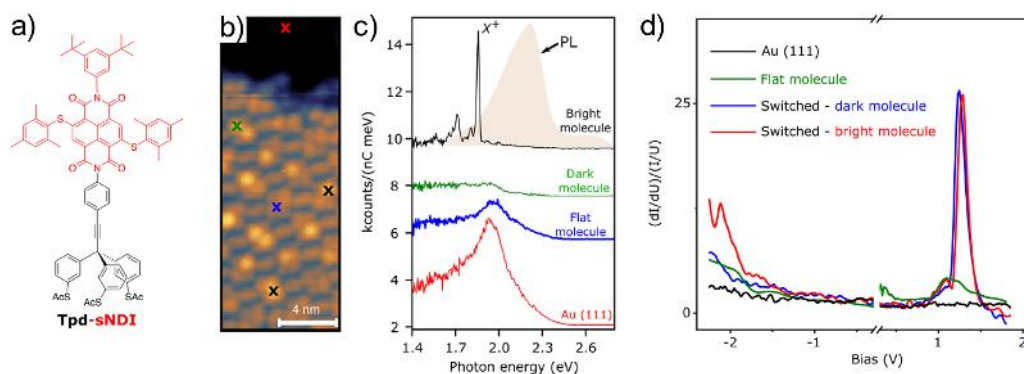 a)
O
N
O
S
S
O
N
O
AcS
AcS
SAc
Tpd-sNDI
b)
x
x
x
x
x
4 nm
c)
kcounts/(nC meV)
14
12
10
8
6
4
2
X+
PL
Bright
molecule
Dark
molecule
Flat
molecule
Au (111)
1.4 1.7 2.0 2.3 2.6
Photon energy (eV)
d)
(dt/dU)/(I/U)
25
0
Au (111)
Flat molecule
Switched - dark molecule
Switched - bright molecule
-2 -1 1 2
Bias (V)